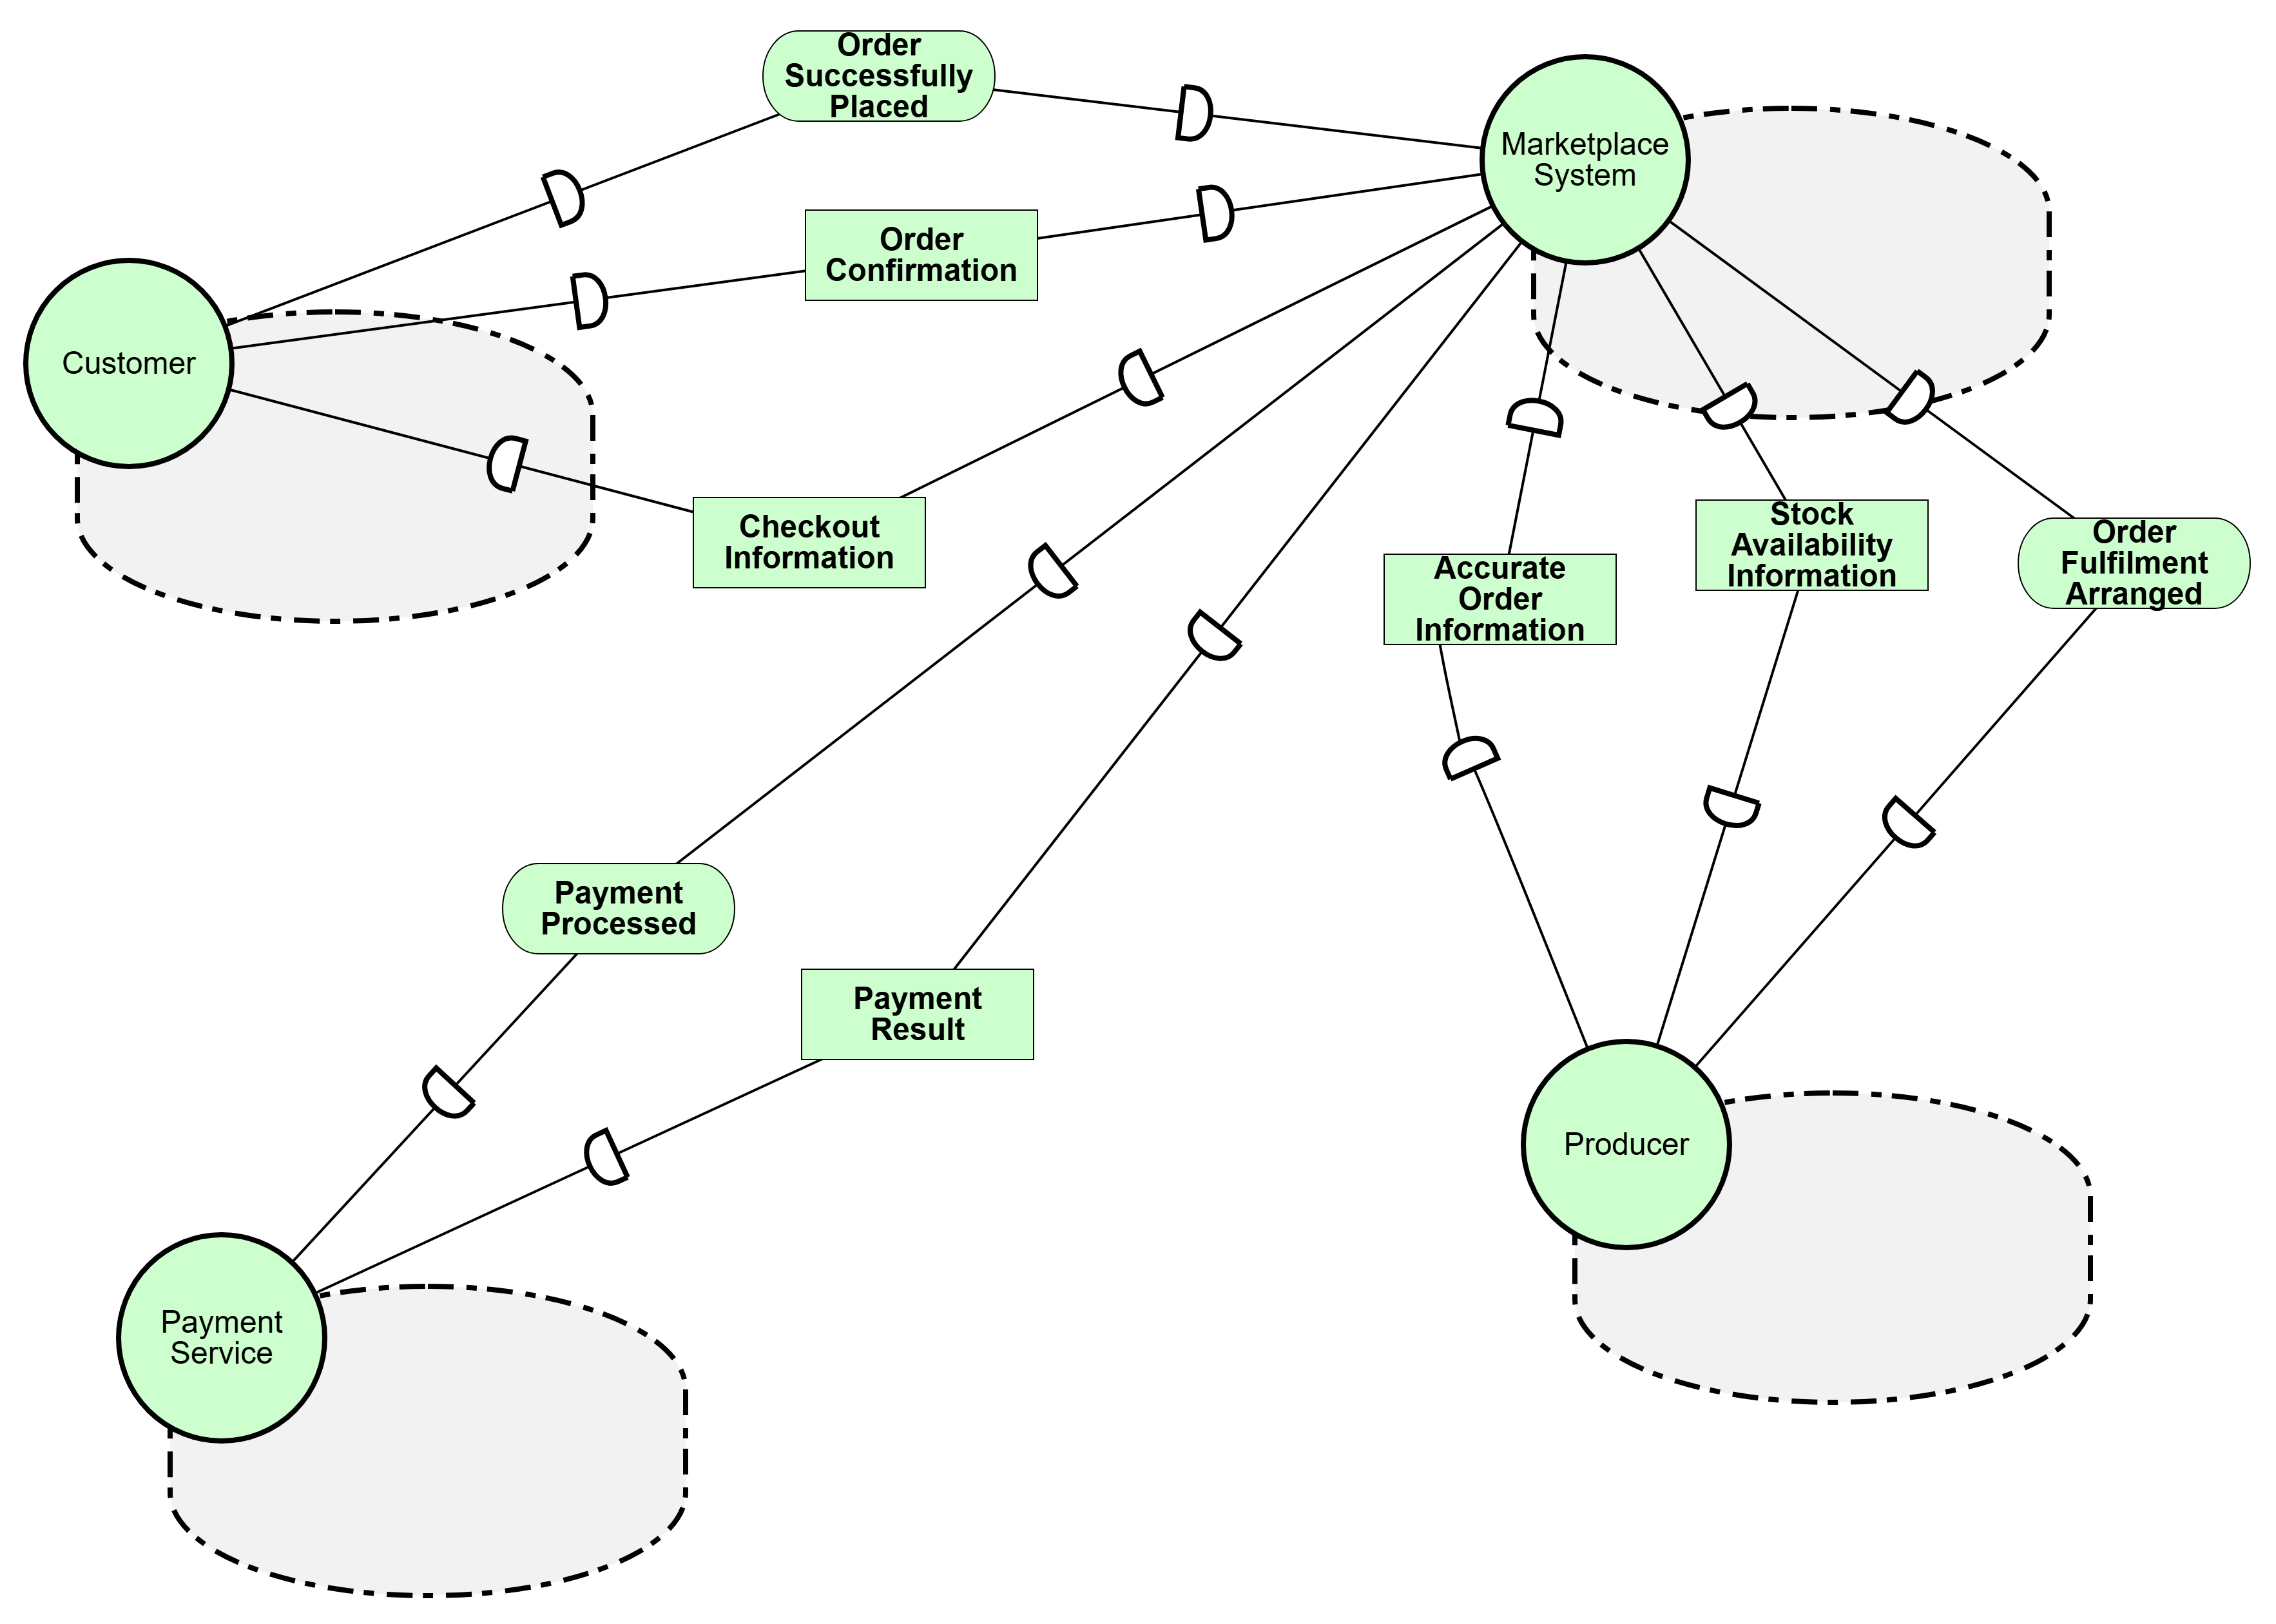 Order
Successfully
Placed
Marketplace
System
Order
Confirmation
Customer
Checkout
Information
Accurate
Order
Information
Stock
Availability
Information
Order
Fulfilment
Arranged
Payment
Processed
Payment
Result
Producer
Payment
Service